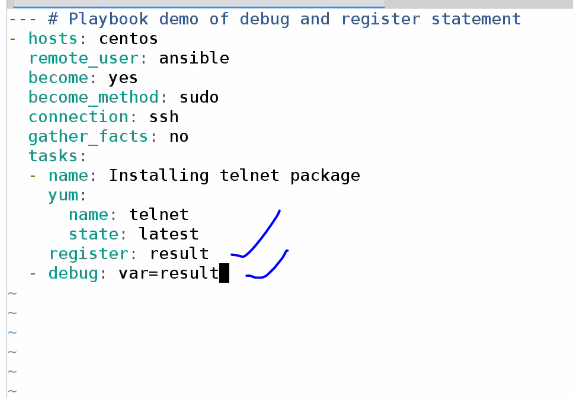 --- # Playbook demo of debug and register statement
- hosts: centos
  remote_user: ansible
  become: yes
  become_method: sudo
  connection: ssh
  gather_facts: no
  tasks:
  - name: Installing telnet package
    yum:
      name: telnet
      state: latest
    register: result
  - debug: var=result
~
~
~
~
~
~